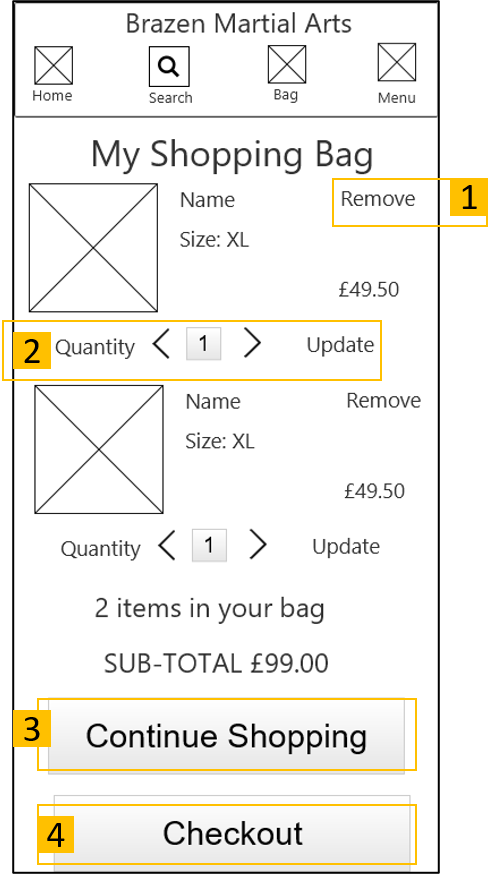 Brazen Martial Arts
Home Search Bag Menu
My Shopping Bag
Name Remove 1
Size: XL
£49.50
2 Quantity 1 Update
Name Remove
Size: XL
£49.50
Quantity 1 Update
2 items in your bag
SUB-TOTAL £99.00
3 Continue Shopping
4 Checkout